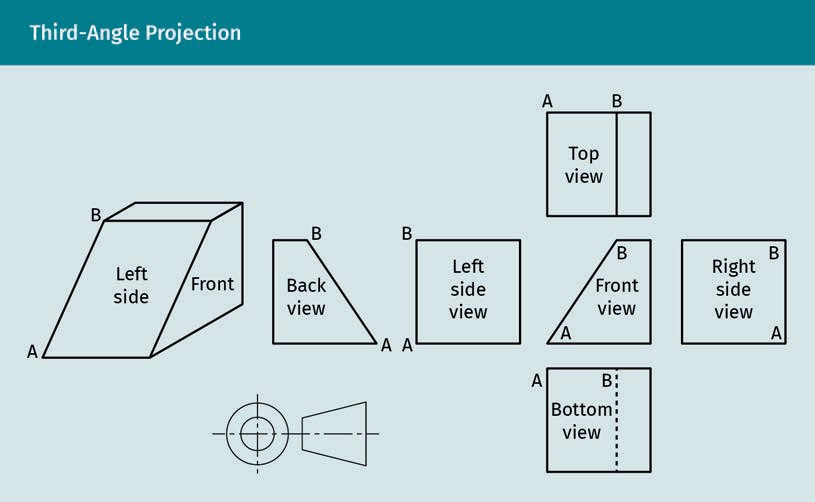 Third-Angle Projection
A
B
Top
view
B
Left
side
Front
A
B
Back
view
A
B
Left
side
view
A
B
Front
view
A
Right
side
view
B
A
A
B
Bottom
view